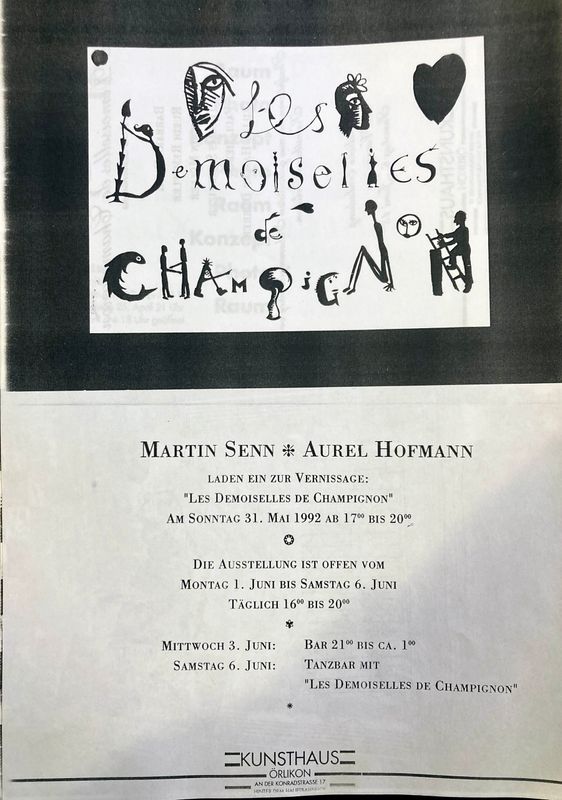 Les
Demoiselles
de
CHAMPIGNON
MARTIN SENN ❇ AUREL HOFMANN
LADEN EIN ZUR VERNISSAGE:
"LES DEMOISELLES DE CHAMPIGNON"
AM SONNTAG 31. MAI 1992 AB 17⁰⁰ BIS 20⁰⁰
DIE AUSSTELLUNG IST OFFEN VOM
MONTAG 1. JUNI BIS SAMSTAG 6. JUNI
TÄGLICH 16⁰⁰ BIS 20⁰⁰
MITTWOCH 3. JUNI: BAR 21⁰⁰ BIS CA. 1⁰⁰
SAMSTAG 6. JUNI: TANZBAR MIT
"LES DEMOISELLES DE CHAMPIGNON"
KUNSTHAUS
ÖRLIKON
AN DER KONRADSTRASSE 17